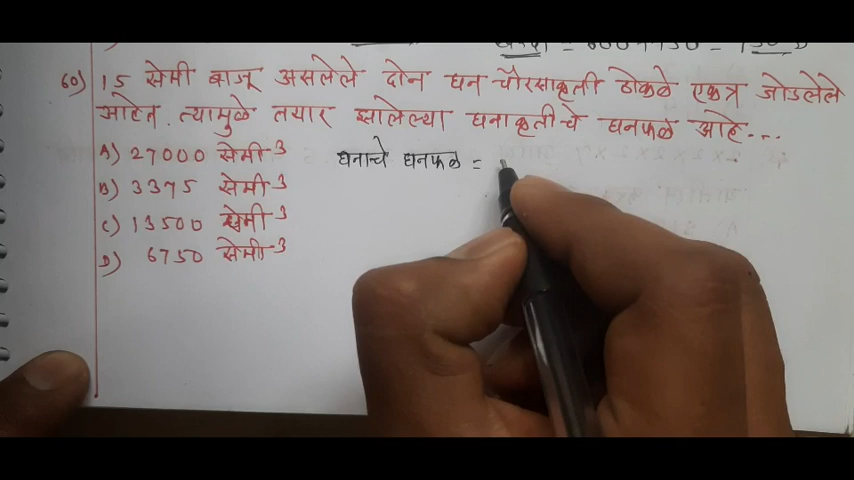 60) 15 सेमी बाजू असलेले दोन घन चौरसाकृती ठोकळे एकत्र जोडलेले
आहेत. त्यामुळे तयार झालेल्या घनाकृतीचे घनफळ आहे...
A) 27000 सेमी³
घनाचे घनफळ =
B) 3375 सेमी³
C) 13500 सेमी³
D) 6750 सेमी³